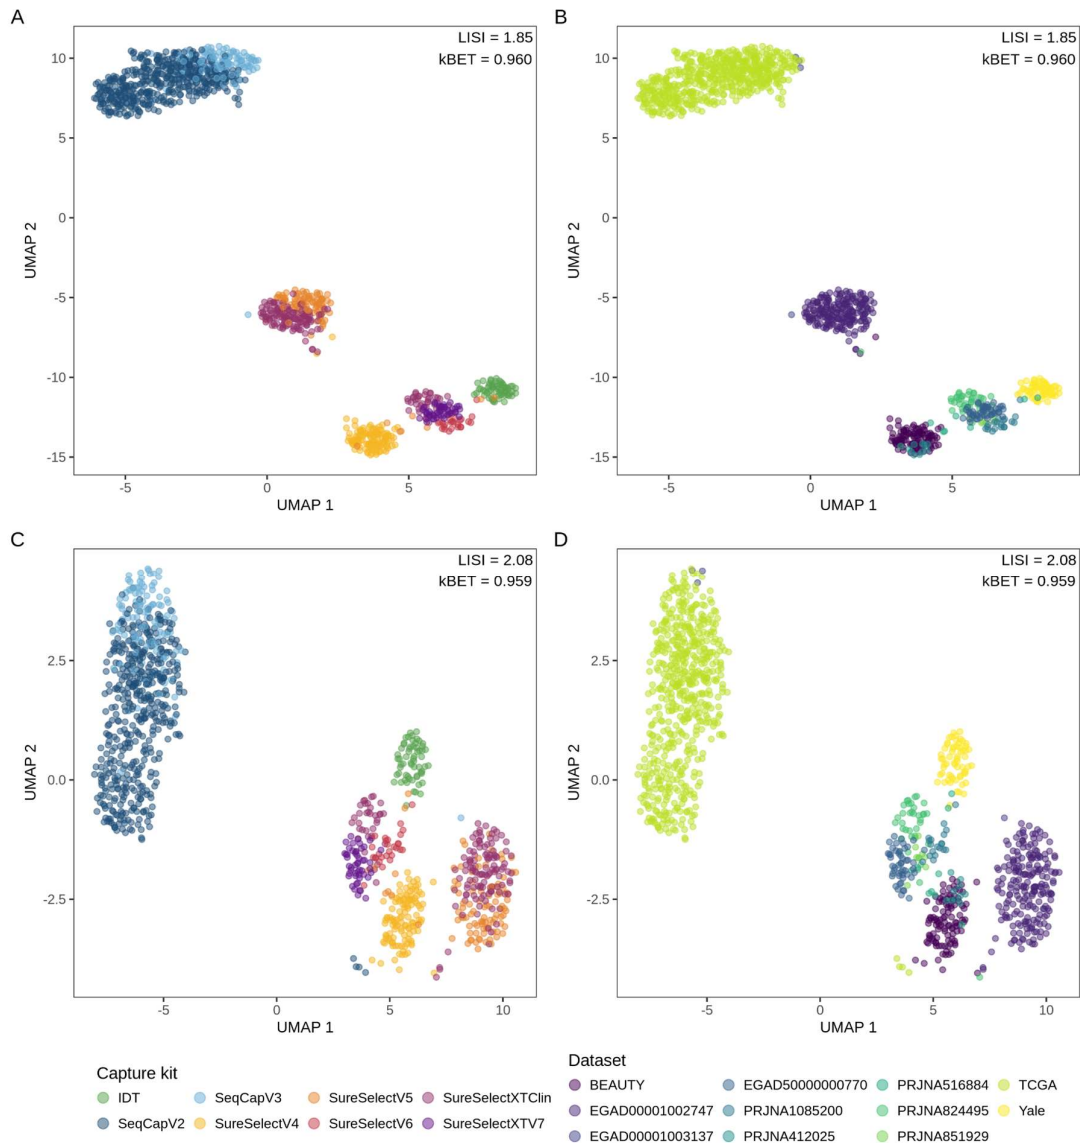 A
B
LISI = 1.85
kBET = 0.960
LISI = 1.85
kBET = 0.960
10
5
0
-5
-10
-15
UMAP 2
-5
0
5
UMAP 1
10
5
0
-5
-10
-15
UMAP 2
-5
0
5
UMAP 1
C
D
LISI = 2.08
kBET = 0.959
LISI = 2.08
kBET = 0.959
2.5
0.0
-2.5
UMAP 2
-5
0
5
10
UMAP 1
2.5
0.0
-2.5
UMAP 2
-5
0
5
10
UMAP 1
Capture kit
IDT SeqCapV3 SureSelectV5 SureSelectXTClin
SeqCapV2 SureSelectV4 SureSelectV6 SureSelectXTV7
Dataset
BEAUTY EGAD50000000770 PRJNA516884 TCGA
EGAD00001002747 PRJNA1085200 PRJNA824495 Yale
EGAD00001003137 PRJNA412025 PRJNA851929